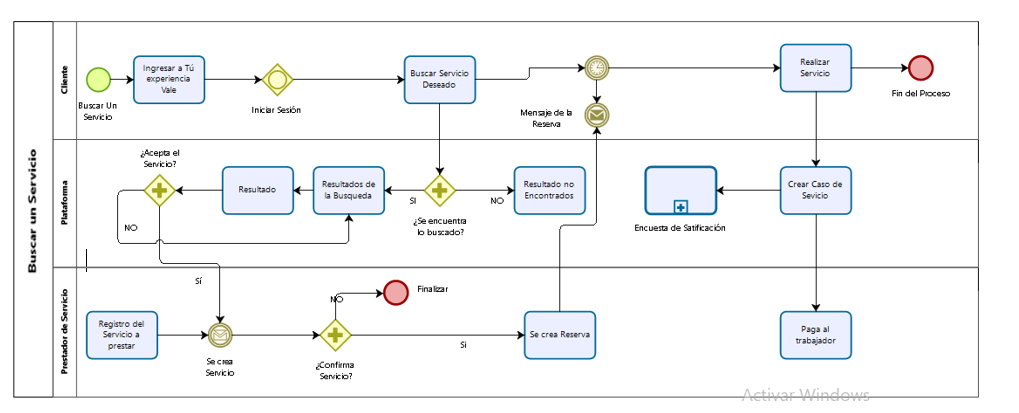 Buscar un Servicio
Cliente
Buscar Un
Servicio
Ingresar a Tú
experiencia
Vale
Iniciar Sesión
Buscar Servicio
Deseado
Mensaje de la
Reserva
Realizar
Servicio
Fin del Proceso
Plataforma
¿Acepta el
Servicio?
NO
Sí
Resultado
Resultados de
la Busqueda
SI
¿Se encuentra
lo buscado?
NO
Resultado no
Encontrados
Encuesta de Satificación
Crear Caso de
Sevicio
Prestador de Servicio
Registro del
Servicio a
prestar
Se crea
Servicio
NO
Finalizar
¿Confirma
Servicio?
Si
Se crea Reserva
Paga al
trabajador
Activar Windows